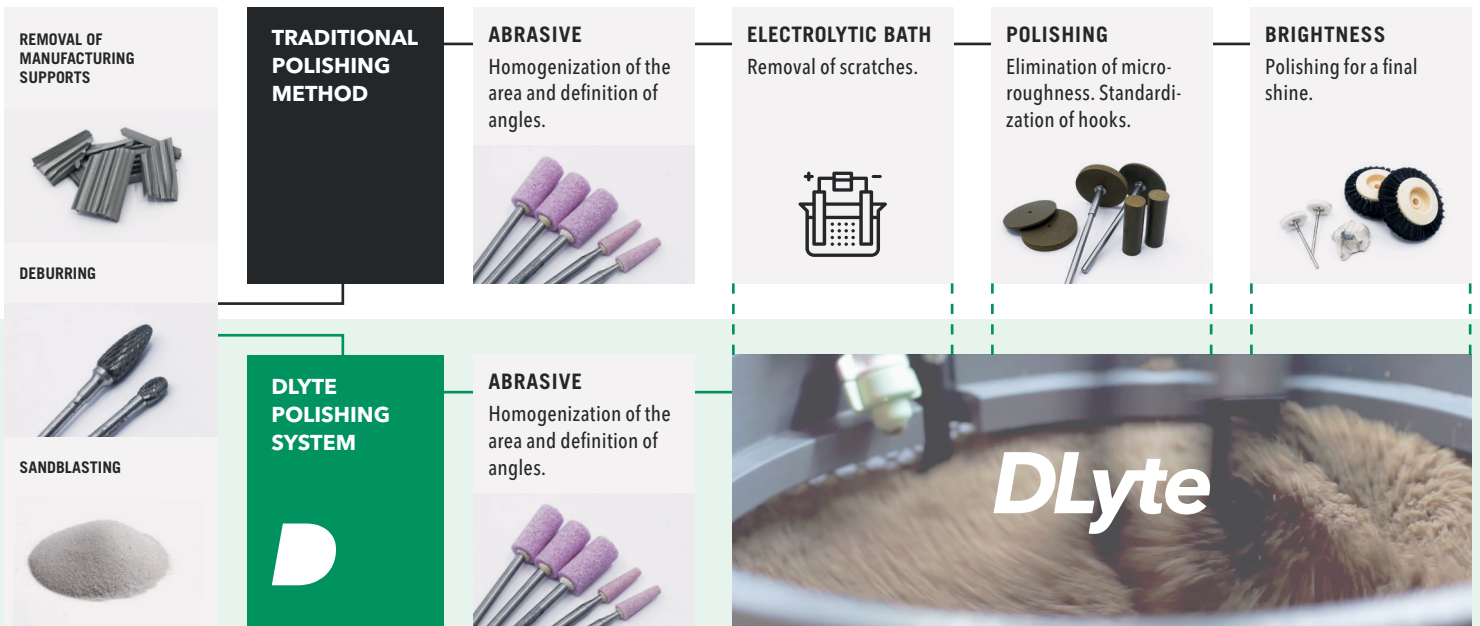 REMOVAL OF
MANUFACTURING
SUPPORTS
DEBURRING
SANDBLASTING
TRADITIONAL
POLISHING
METHOD
ABRASIVE
Homogenization of the
area and definition of
angles.
ELECTROLYTIC BATH
Removal of scratches.
+ −
POLISHING
Elimination of micro-
roughness. Standardi-
zation of hooks.
BRIGHTNESS
Polishing for a final
shine.
DLYTE
POLISHING
SYSTEM
D
ABRASIVE
Homogenization of the
area and definition of
angles.
DLyte